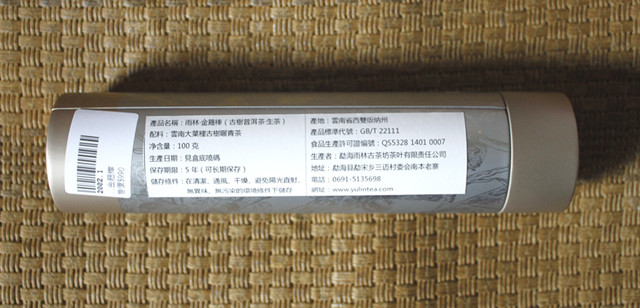 產品名稱：雨林·金箍棒（古樹普洱茶·生茶）
配料：雲南大葉種古樹曬青茶
淨含量：100 克
生產日期：見盒底噴碼
保存期限：5 年（可長期保存）
儲存條件：在清潔、通風、干燥、避免陽光直射、
無異味、無污染的環境條件下儲存
產地：雲南省西雙版納州
產品標準代號：GB/T 22111
食品生產許可證編號：QS5328 1401 0007
生產者：勐海雨林古茶坊茶叶有限责任公司
地址：勐海县勐宋乡三迈村委会南本老寨
電話：0691-5135698
網址：www.yulintea.com
2002.1
金箍棒